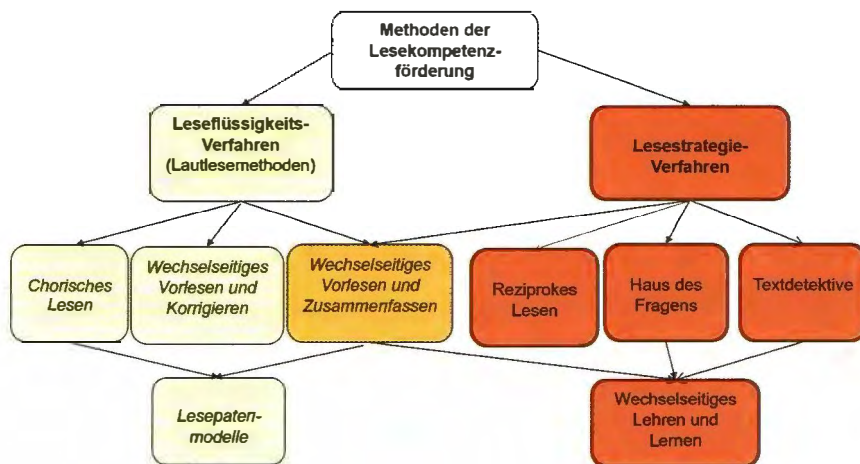 Methoden der
Lesekompetenz-
förderung
Leseflüssigkeits-
Verfahren
(Lautlesemethoden)
Lesestrategie-
Verfahren
Chorisches
Lesen
Wechselseitiges
Vorlesen und
Korrigieren
Wechselseitiges
Vorlesen und
Zusammenfassen
Reziprokes
Lesen
Haus des
Fragens
Textdetektive
Lesepaten-
modelle
Wechselseitiges
Lehren und
Lernen